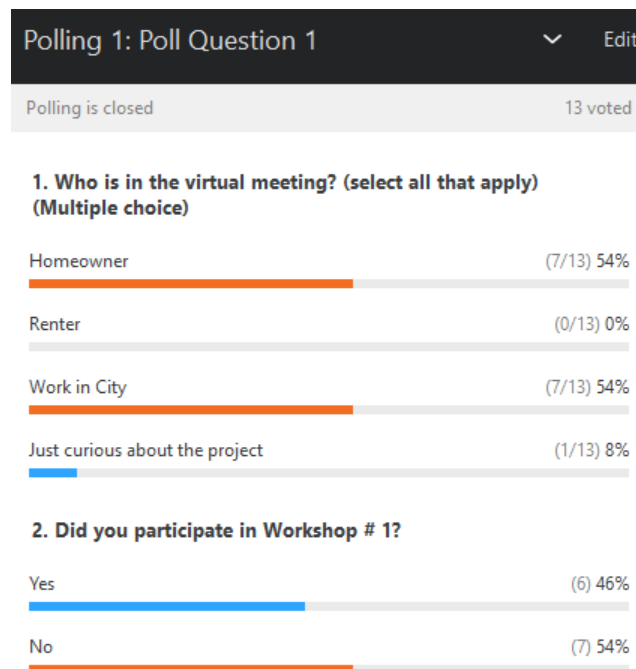 Polling 1: Poll Question 1 Edit
Polling is closed 13 voted
1. Who is in the virtual meeting? (select all that apply)
(Multiple choice)
Homeowner (7/13) 54%
Renter (0/13) 0%
Work in City (7/13) 54%
Just curious about the project (1/13) 8%
2. Did you participate in Workshop # 1?
Yes (6) 46%
No (7) 54%